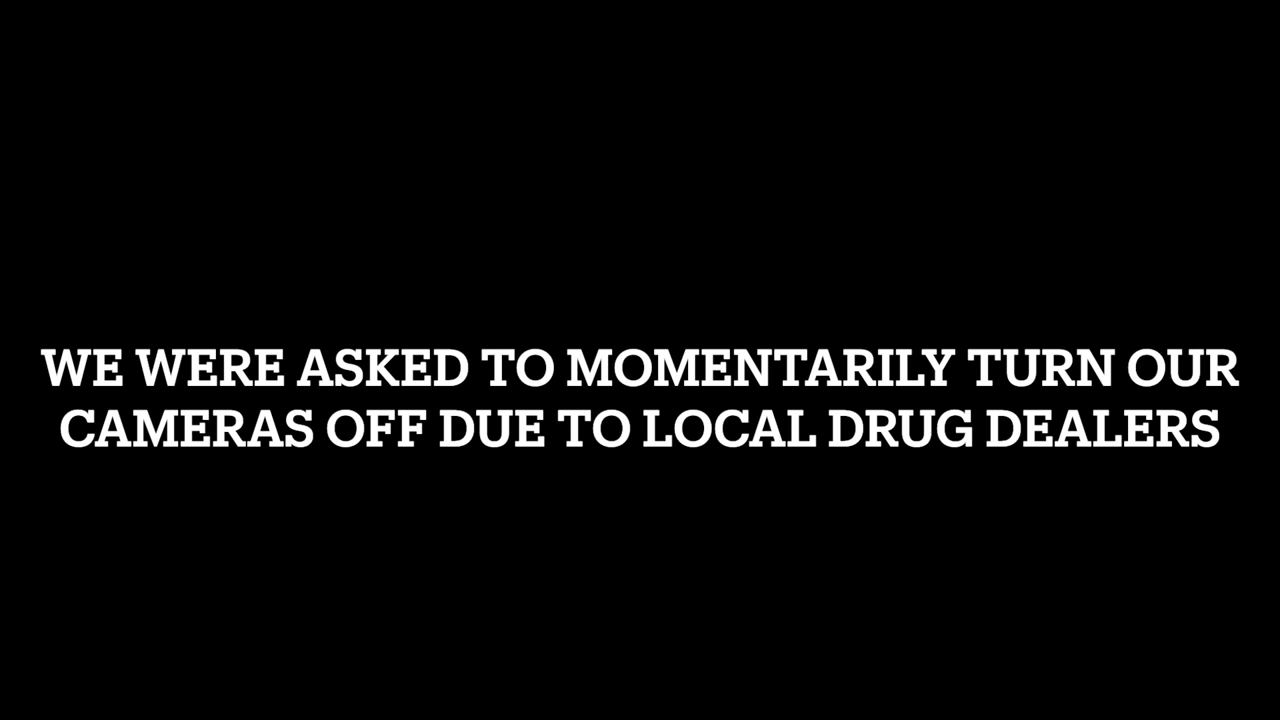 WE WERE ASKED TO MOMENTARILY TURN OUR
CAMERAS OFF DUE TO LOCAL DRUG DEALERS